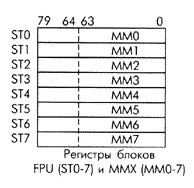 79 64 63 0
ST0 MM0
ST1 MM1
ST2 MM2
ST3 MM3
ST4 MM4
ST5 MM5
ST6 MM6
ST7 MM7
Регистры блоков
FPU (ST0-7) и MMX (MM0-7)